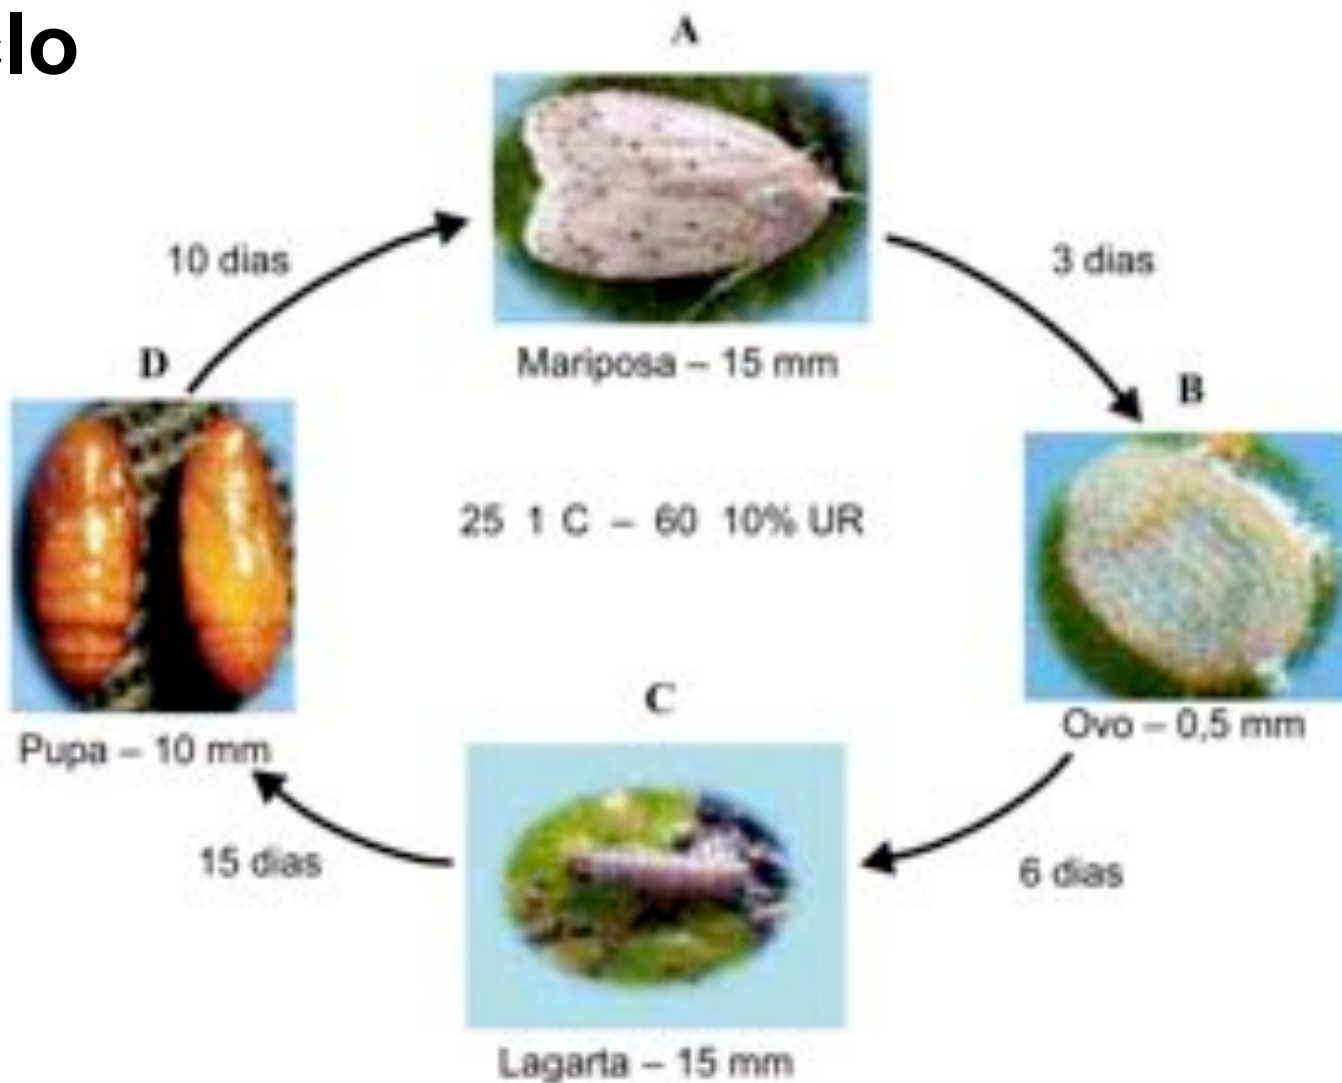 lo
A
10 dias
3 dias
Mariposa – 15 mm
D
B
25 1 C – 60 10% UR
Ovo – 0,5 mm
C
Pupa – 10 mm
15 dias
6 dias
Lagarta – 15 mm